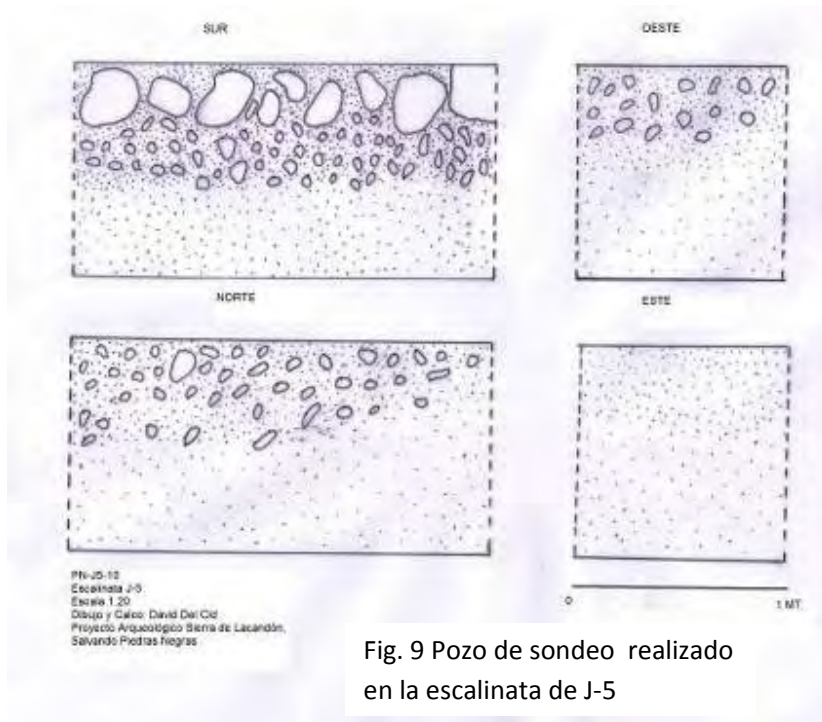 SUR
OESTE
NORTE
ESTE
PN-J5-10
Escalinata J-5
Escala 1:20
Dibujo y Calco: David Del Cid
Proyecto Arqueológico Sierra de Lacandón,
Salvando Piedras Negras
0 1 MT.
Fig. 9 Pozo de sondeo realizado
en la escalinata de J-5